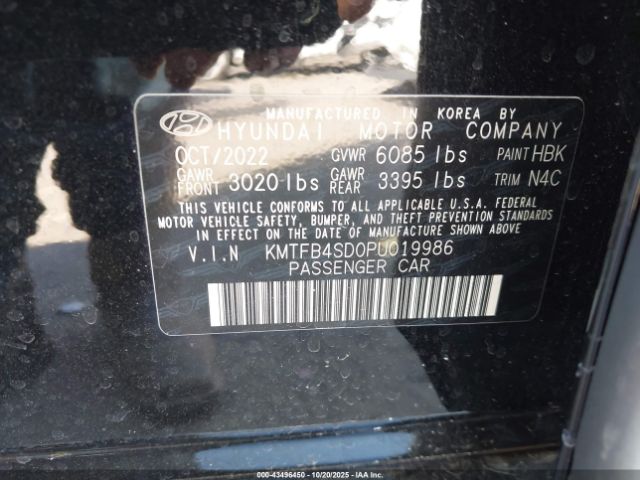 MANUFACTURED IN KOREA BY
HYUNDAI MOTOR COMPANY
OCT/2022 GVWR 6085 lbs PAINT HBK
GAWR FRONT 3020 lbs GAWR REAR 3395 lbs TRIM N4C
THIS VEHICLE CONFORMS TO ALL APPLICABLE U.S.A. FEDERAL
MOTOR VEHICLE SAFETY, BUMPER, AND THEFT PREVENTION STANDARDS
IN EFFECT ON THE DATE OF MANUFACTURE SHOWN ABOVE.
V.I.N KMTFB4SD0PU019986
PASSENGER CAR
000-43496450 - 10/20/2025 - IAAI.COM